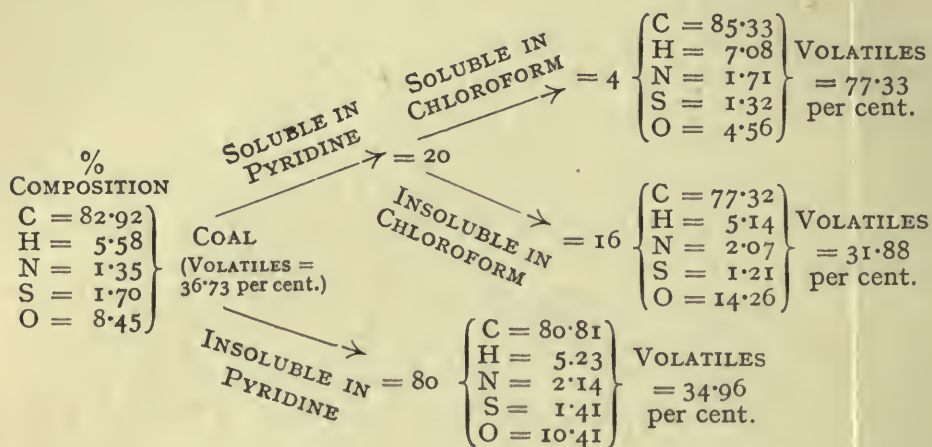 %
COMPOSITION
C = 82·92
H = 5·58
N = 1·35
S = 1·70
O = 8·45
COAL
(VOLATILES =
36·73 per cent.)
SOLUBLE IN
PYRIDINE
= 20
SOLUBLE IN
CHLOROFORM
= 4
C = 85·33
H = 7·08
N = 1·71
S = 1·32
O = 4·56
VOLATILES
= 77·33
per cent.
INSOLUBLE IN
CHLOROFORM
= 16
C = 77·32
H = 5·14
N = 2·07
S = 1·21
O = 14·26
VOLATILES
= 31·88
per cent.
INSOLUBLE IN
PYRIDINE
= 80
C = 80·81
H = 5.23
N = 2·14
S = 1·41
O = 10·41
VOLATILES
= 34·96
per cent.